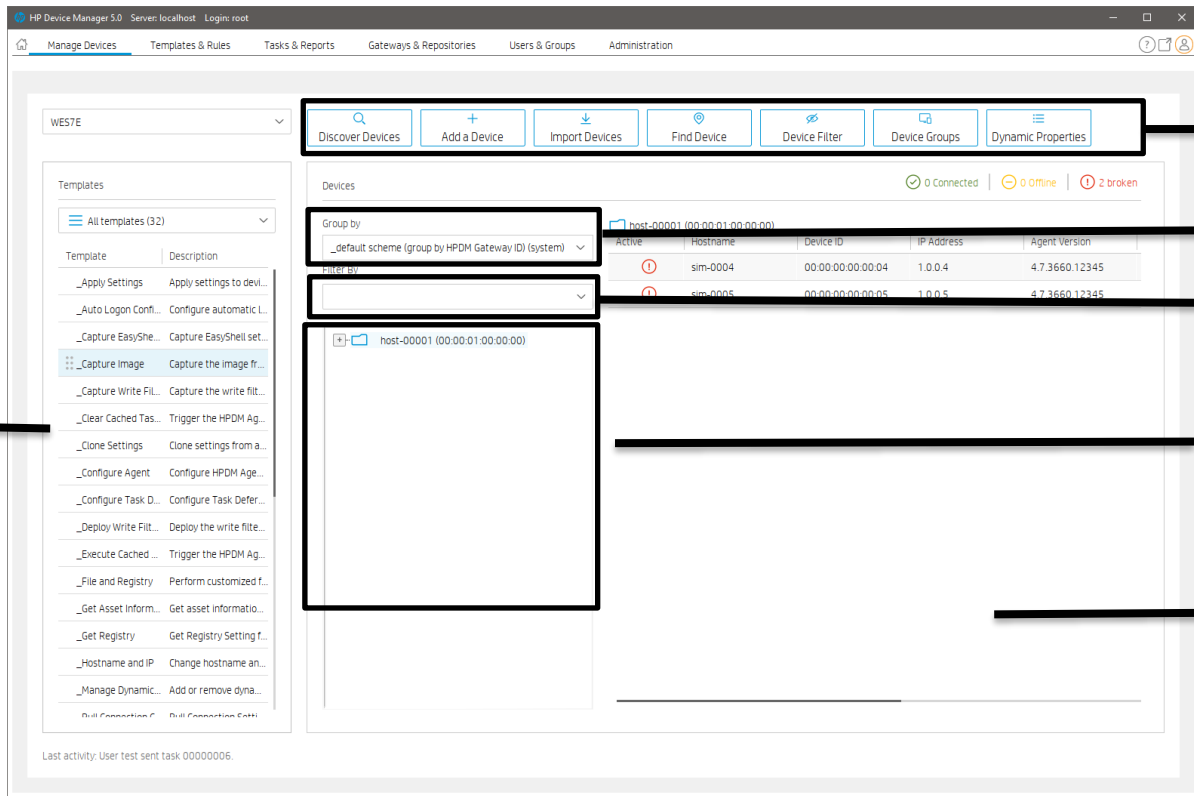 HP Device Manager 5.0 Server: localhost Login: root
Manage Devices Templates & Rules Tasks & Reports Gateways & Repositories Users & Groups Administration
WES7E
Discover Devices Add a Device Import Devices Find Device Device Filter Device Groups Dynamic Properties
Templates
All templates (32)
Template Description
_Apply Settings Apply settings to devi...
_Auto Logon Confi... Configure automatic l...
_Capture EasyShe... Capture EasyShell set...
_Capture Image Capture the image fr...
_Capture Write Fil... Capture the write filt...
_Clear Cached Tas... Trigger the HPDM Ag...
_Clone Settings Clone settings from a...
_Configure Agent Configure HPDM Age...
_Configure Task D... Configure Task Defer...
_Deploy Write Filt... Deploy the write filte...
_Execute Cached ... Trigger the HPDM Ag...
_File and Registry Perform customized f...
_Get Asset Inform... Get asset informatio...
_Get Registry Get Registry Setting f...
_Hostname and IP Change hostname an...
_Manage Dynamic... Add or remove dyna...
Devices
0 Connected 0 Offline 2 broken
Group by
_default scheme (group by HPDM Gateway ID) (system)
Filter By
host-00001 (00:00:01:00:00:00)
host-00001 (00:00:01:00:00:00)
Active Hostname Device ID IP Address Agent Version
sim-0004 00:00:00:00:00:04 1.0.0.4 4.7.3660.12345
sim-0005 00:00:00:00:00:05 1.0.0.5 4.7.3660.12345
Last activity: User test sent task 00000006.